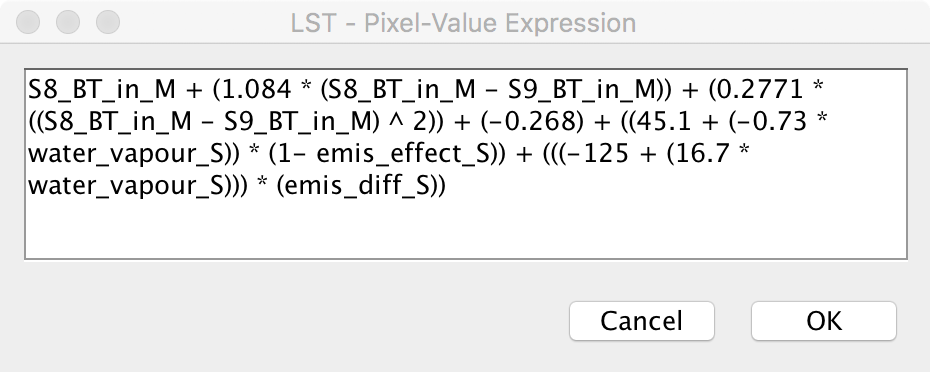 LST - Pixel-Value Expression
S8_BT_in_M + (1.084 * (S8_BT_in_M - S9_BT_in_M)) + (0.2771 *
((S8_BT_in_M - S9_BT_in_M) ^ 2)) + (-0.268) + ((45.1 + (-0.73 *
water_vapour_S)) * (1- emis_effect_S)) + (((-125 + (16.7 *
water_vapour_S))) * (emis_diff_S))
Cancel OK